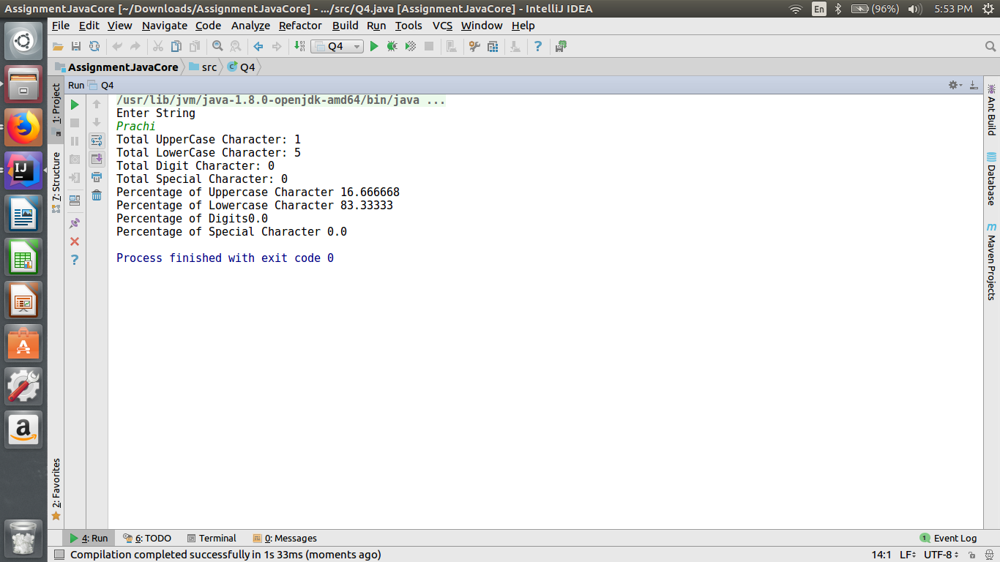 AssignmentJavaCore [~/Downloads/AssignmentJavaCore] - .../src/Q4.java [AssignmentJavaCore] - IntelliJ IDEA
En
(96%)
5:53 PM
File Edit View Navigate Code Analyze Refactor Build Run Tools VCS Window Help
Q4
AssignmentJavaCore
src
Q4
Run Q4
1: Project
7: Structure
2: Favorites
/usr/lib/jvm/java-1.8.0-openjdk-amd64/bin/java ...
Enter String
Prachi
Total UpperCase Character: 1
Total LowerCase Character: 5
Total Digit Character: 0
Total Special Character: 0
Percentage of Uppercase Character 16.666668
Percentage of Lowercase Character 83.33333
Percentage of Digits0.0
Percentage of Special Character 0.0
Process finished with exit code 0
Ant Build
Database
Maven Projects
4: Run
6: TODO
Terminal
0: Messages
1 Event Log
Compilation completed successfully in 1s 33ms (moments ago)
14:1 LF UTF-8